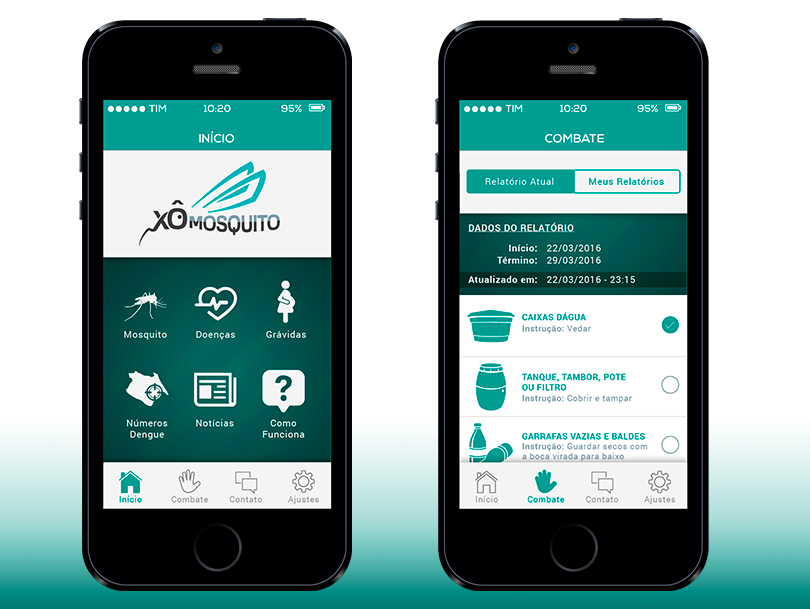 TIM 10:20 95%
INÍCIO
XÔMOSQUITO
Mosquito Doenças Grávidas
?
Números Notícias Como
Dengue Funciona
Início Combate Contato Ajustes
TIM 10:20 95%
COMBATE
Relatório Atual Meus Relatórios
DADOS DO RELATÓRIO
Início: 22/03/2016
Término: 29/03/2016
Atualizado em: 22/03/2016 - 23:15
CAIXAS DÁGUA
Instrução: Vedar
TANQUE, TAMBOR, POTE
OU FILTRO
Instrução: Cobrir e tampar
GARRAFAS VAZIAS E BALDES
Instrução: Guardar secos com
a boca virada para baixo
Início Combate Contato Ajustes